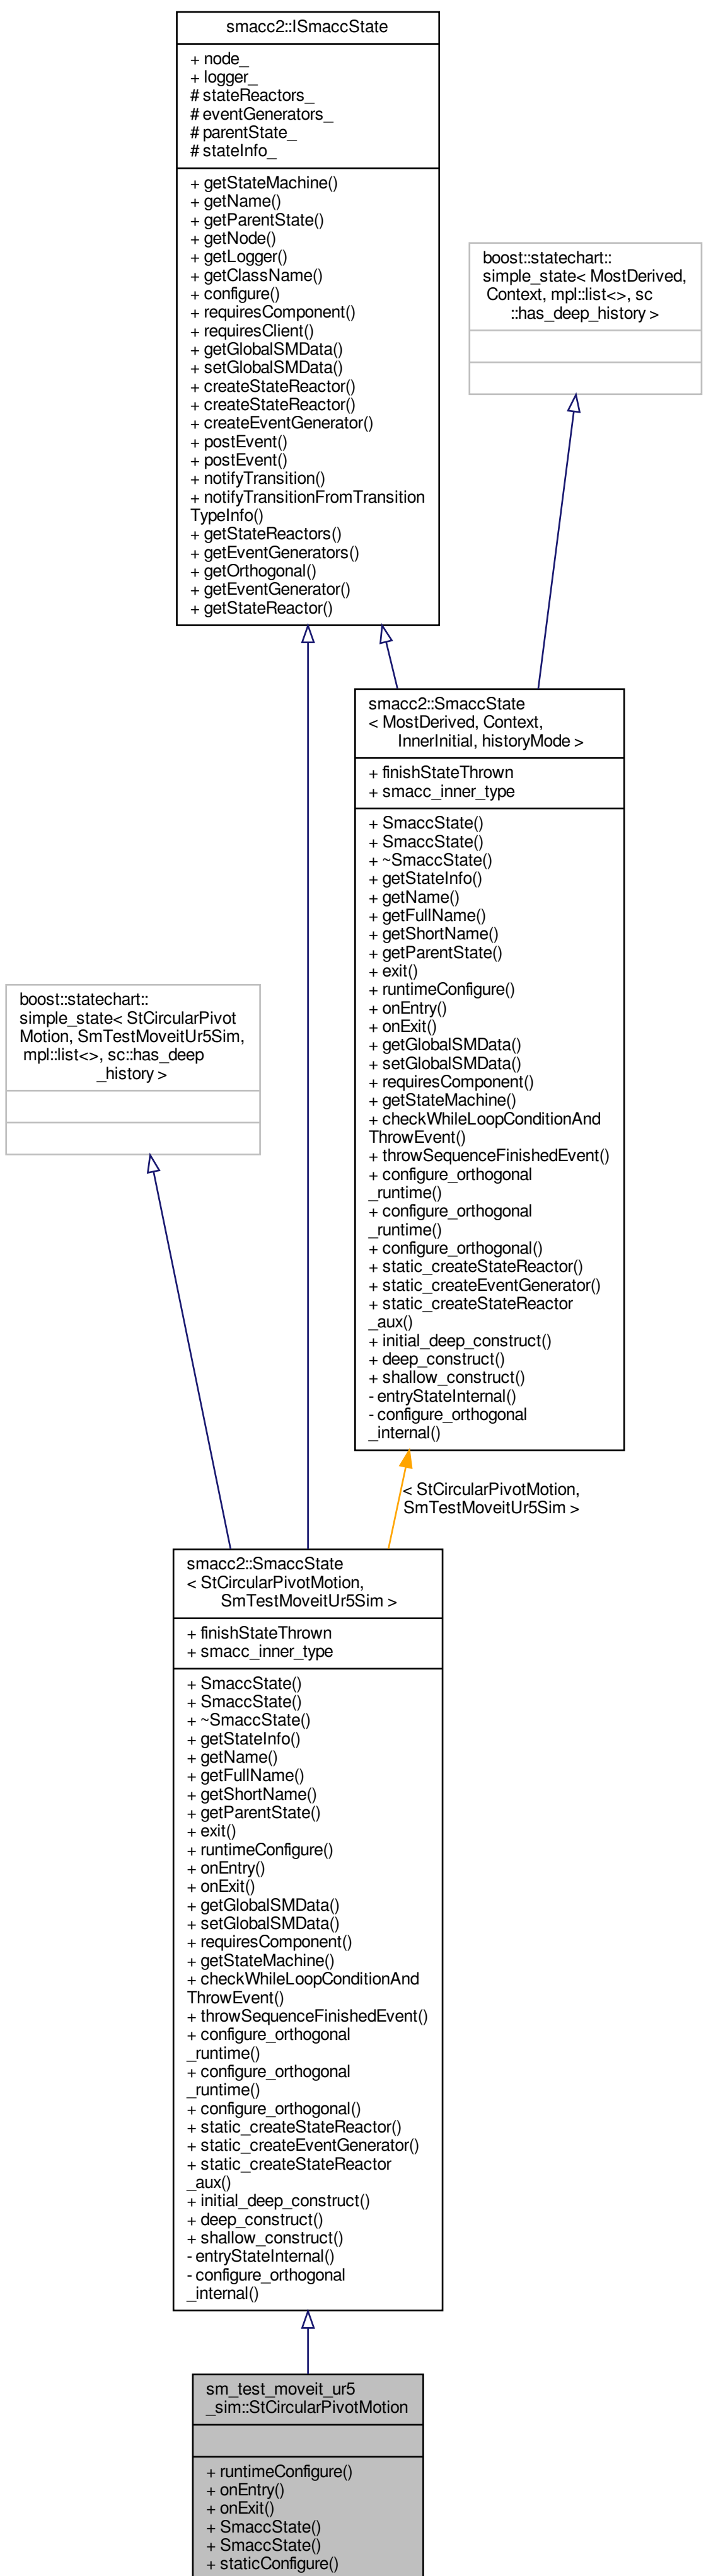 smacc2::ISmaccState
+ node_
+ logger_
# stateReactors_
# eventGenerators_
# parentState_
# stateInfo_
+ getStateMachine()
+ getName()
+ getParentState()
+ getNode()
+ getLogger()
+ getClassName()
+ configure()
+ requiresComponent()
+ requiresClient()
+ getGlobalSMData()
+ setGlobalSMData()
+ createStateReactor()
+ createStateReactor()
+ createEventGenerator()
+ postEvent()
+ postEvent()
+ notifyTransition()
+ notifyTransitionFromTransition
TypeInfo()
+ getStateReactors()
+ getEventGenerators()
+ getOrthogonal()
+ getEventGenerator()
+ getStateReactor()
boost::statechart::
simple_state< MostDerived,
Context, mpl::list<>, sc
::has_deep_history >
smacc2::SmaccState
< MostDerived, Context,
InnerInitial, historyMode >
+ finishStateThrown
+ smacc_inner_type
+ SmaccState()
+ SmaccState()
+ ~SmaccState()
+ getStateInfo()
+ getName()
+ getFullName()
+ getShortName()
+ getParentState()
+ exit()
+ runtimeConfigure()
+ onEntry()
+ onExit()
+ getGlobalSMData()
+ setGlobalSMData()
+ requiresComponent()
+ getStateMachine()
+ checkWhileLoopConditionAnd
ThrowEvent()
+ throwSequenceFinishedEvent()
+ configure_orthogonal
_runtime()
+ configure_orthogonal
_runtime()
+ configure_orthogonal()
+ static_createStateReactor()
+ static_createEventGenerator()
+ static_createStateReactor
_aux()
+ initial_deep_construct()
+ deep_construct()
+ shallow_construct()
- entryStateInternal()
- configure_orthogonal
_internal()
boost::statechart::
simple_state< StCircularPivot
Motion, SmTestMoveitUr5Sim,
mpl::list<>, sc::has_deep
_history >
< StCircularPivotMotion,
SmTestMoveitUr5Sim >
smacc2::SmaccState
< StCircularPivotMotion,
SmTestMoveitUr5Sim >
+ finishStateThrown
+ smacc_inner_type
+ SmaccState()
+ SmaccState()
+ ~SmaccState()
+ getStateInfo()
+ getName()
+ getFullName()
+ getShortName()
+ getParentState()
+ exit()
+ runtimeConfigure()
+ onEntry()
+ onExit()
+ getGlobalSMData()
+ setGlobalSMData()
+ requiresComponent()
+ getStateMachine()
+ checkWhileLoopConditionAnd
ThrowEvent()
+ throwSequenceFinishedEvent()
+ configure_orthogonal
_runtime()
+ configure_orthogonal
_runtime()
+ configure_orthogonal()
+ static_createStateReactor()
+ static_createEventGenerator()
+ static_createStateReactor
_aux()
+ initial_deep_construct()
+ deep_construct()
+ shallow_construct()
- entryStateInternal()
- configure_orthogonal
_internal()
sm_test_moveit_ur5
_sim::StCircularPivotMotion
+ runtimeConfigure()
+ onEntry()
+ onExit()
+ SmaccState()
+ SmaccState()
+ staticConfigure()